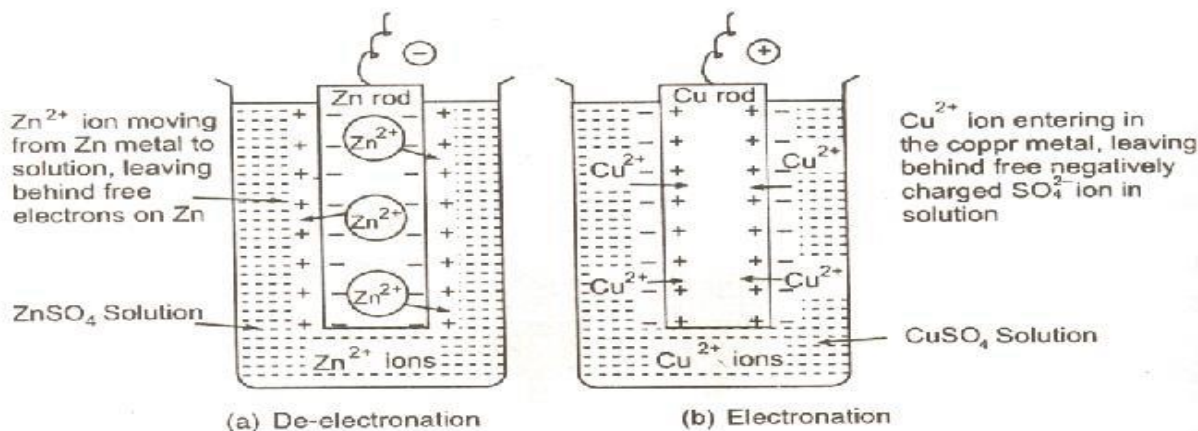 −
+
Zn rod
Cu rod
Zn²⁺ ion moving
from Zn metal to
solution, leaving
behind free
electrons on Zn
Zn²⁺
Zn²⁺
Zn²⁺
ZnSO₄ Solution
Zn²⁺ ions
(a) De-electronation
Cu²⁺
Cu²⁺
Cu²⁺
Cu²⁺
Cu²⁺ ion entering in
the coppr metal, leaving
behind free negatively
charged SO₄²⁻ ion in
solution
CuSO₄ Solution
Cu²⁺ ions
(b) Electronation